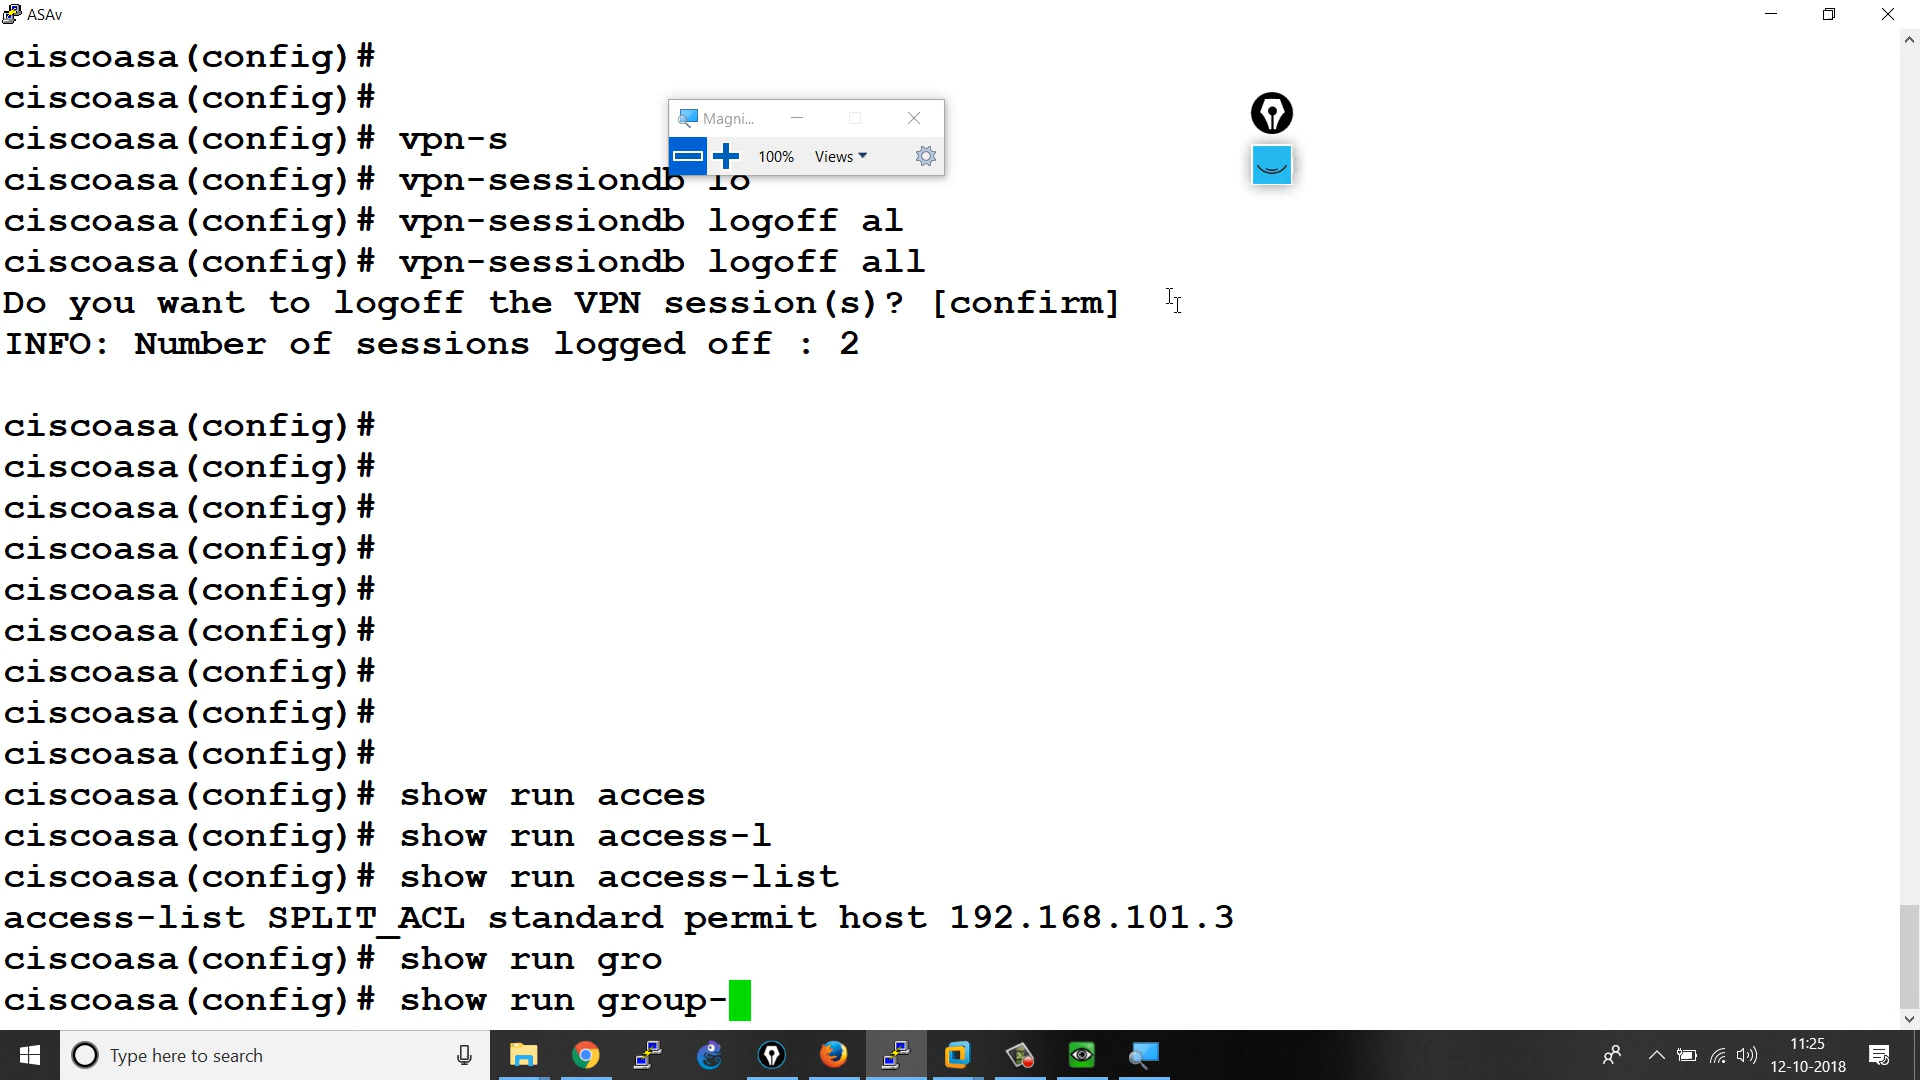 ASAv
ciscoasa(config)#
ciscoasa(config)#
ciscoasa(config)# vpn-s
Magni...
100%
Views
ciscoasa(config)# vpn-sessiondb lo
ciscoasa(config)# vpn-sessiondb logoff al
ciscoasa(config)# vpn-sessiondb logoff all
Do you want to logoff the VPN session(s)? [confirm]
INFO: Number of sessions logged off : 2
ciscoasa(config)#
ciscoasa(config)#
ciscoasa(config)#
ciscoasa(config)#
ciscoasa(config)#
ciscoasa(config)#
ciscoasa(config)#
ciscoasa(config)#
ciscoasa(config)#
ciscoasa(config)# show run acces
ciscoasa(config)# show run access-l
ciscoasa(config)# show run access-list
access-list SPLIT_ACL standard permit host 192.168.101.3
ciscoasa(config)# show run gro
ciscoasa(config)# show run group-
Type here to search
11:25
12-10-2018